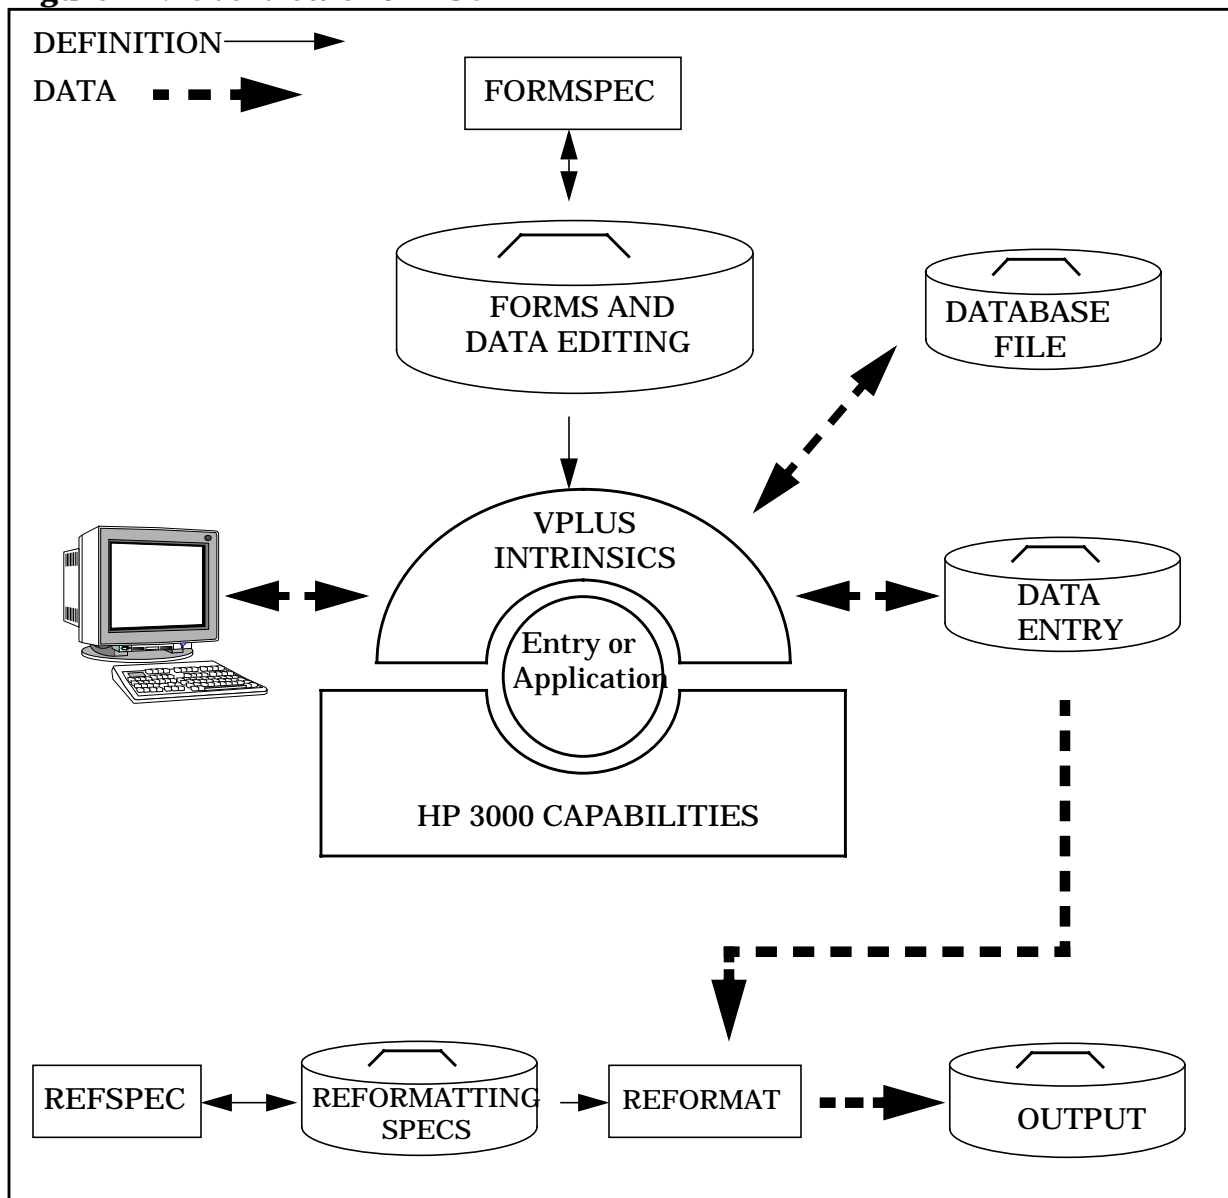 DEFINITION
DATA
FORMSPEC
FORMS AND
DATA EDITING
DATABASE
FILE
VPLUS
INTRINSICS
DATA
ENTRY
Entry or
Application
HP 3000 CAPABILITIES
REFSPEC
REFORMATTING
SPECS
REFORMAT
OUTPUT